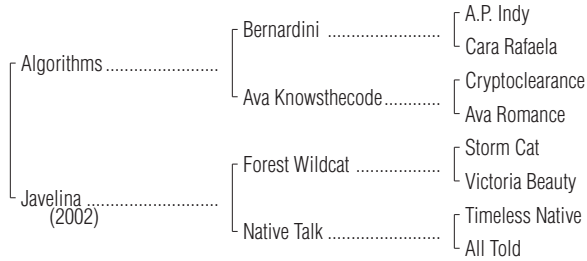 A.P. Indy
Bernardini
Cara Rafaela
Algorithms
Cryptoclearance
Ava Knowsthecode
Ava Romance
Storm Cat
Forest Wildcat
Victoria Beauty
Javelina
(2002)
Timeless Native
Native Talk
All Told